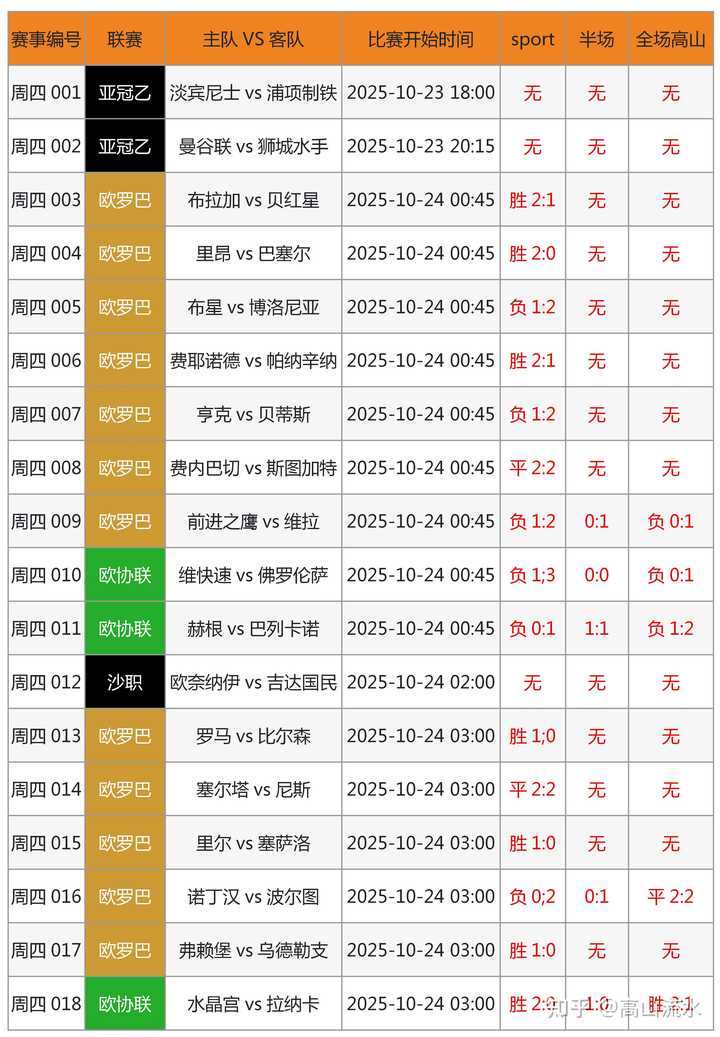 赛事编号 联赛 主队 VS 客队 比赛开始时间 sport 半场 全场高山
周四 001 亚冠乙 淡宾尼士 vs 浦项制铁 2025-10-23 18:00 无 无 无
周四 002 亚冠乙 曼谷联 vs 狮城水手 2025-10-23 20:15 无 无 无
周四 003 欧罗巴 布拉加 vs 贝红星 2025-10-24 00:45 胜 2:1 无 无
周四 004 欧罗巴 里昂 vs 巴塞尔 2025-10-24 00:45 胜 2:0 无 无
周四 005 欧罗巴 布星 vs 博洛尼亚 2025-10-24 00:45 负 1:2 无 无
周四 006 欧罗巴 费耶诺德 vs 帕纳辛纳 2025-10-24 00:45 胜 2:1 无 无
周四 007 欧罗巴 亨克 vs 贝蒂斯 2025-10-24 00:45 负 1:2 无 无
周四 008 欧罗巴 费内巴切 vs 斯图加特 2025-10-24 00:45 平 2:2 无 无
周四 009 欧罗巴 前进之鹰 vs 维拉 2025-10-24 00:45 负 1:2 0:1 负 0:1
周四 010 欧协联 维快速 vs 佛罗伦萨 2025-10-24 00:45 负 1;3 0:0 负 0:1
周四 011 欧协联 赫根 vs 巴列卡诺 2025-10-24 00:45 负 0:1 1:1 负 1:2
周四 012 沙职 欧奈纳伊 vs 吉达国民 2025-10-24 02:00 无 无 无
周四 013 欧罗巴 罗马 vs 比尔森 2025-10-24 03:00 胜 1;0 无 无
周四 014 欧罗巴 塞尔塔 vs 尼斯 2025-10-24 03:00 平 2:2 无 无
周四 015 欧罗巴 里尔 vs 塞萨洛 2025-10-24 03:00 胜 1:0 无 无
周四 016 欧罗巴 诺丁汉 vs 波尔图 2025-10-24 03:00 负 0;2 0:1 平 2:2
周四 017 欧罗巴 弗赖堡 vs 乌德勒支 2025-10-24 03:00 胜 1:0 无 无
周四 018 欧协联 水晶宫 vs 拉纳卡 2025-10-24 03:00 胜 2:0 1:0 胜 2:1
知乎 @高山流水